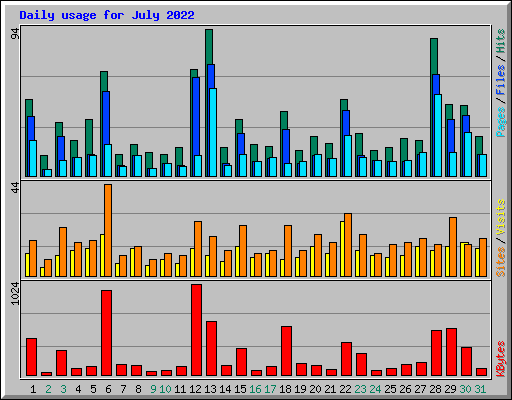 Daily usage for July 2022
94
Pages / Files / Hits
44
Sites / Visits
1024
KBytes
1 2 3 4 5 6 7 8 9 10 11 12 13 14 15 16 17 18 19 20 21 22 23 24 25 26 27 28 29 30 31